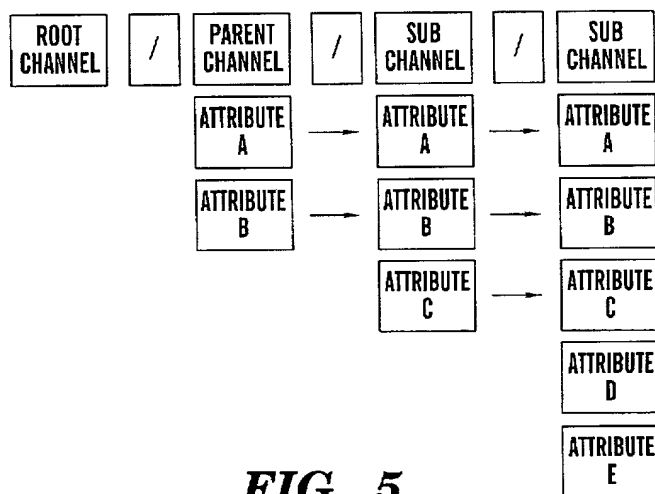 ROOT CHANNEL / PARENT CHANNEL / SUB CHANNEL / SUB CHANNEL
ATTRIBUTE A ATTRIBUTE A ATTRIBUTE A
ATTRIBUTE B ATTRIBUTE B ATTRIBUTE B
ATTRIBUTE C ATTRIBUTE C
ATTRIBUTE D
ATTRIBUTE E
FIG. 5